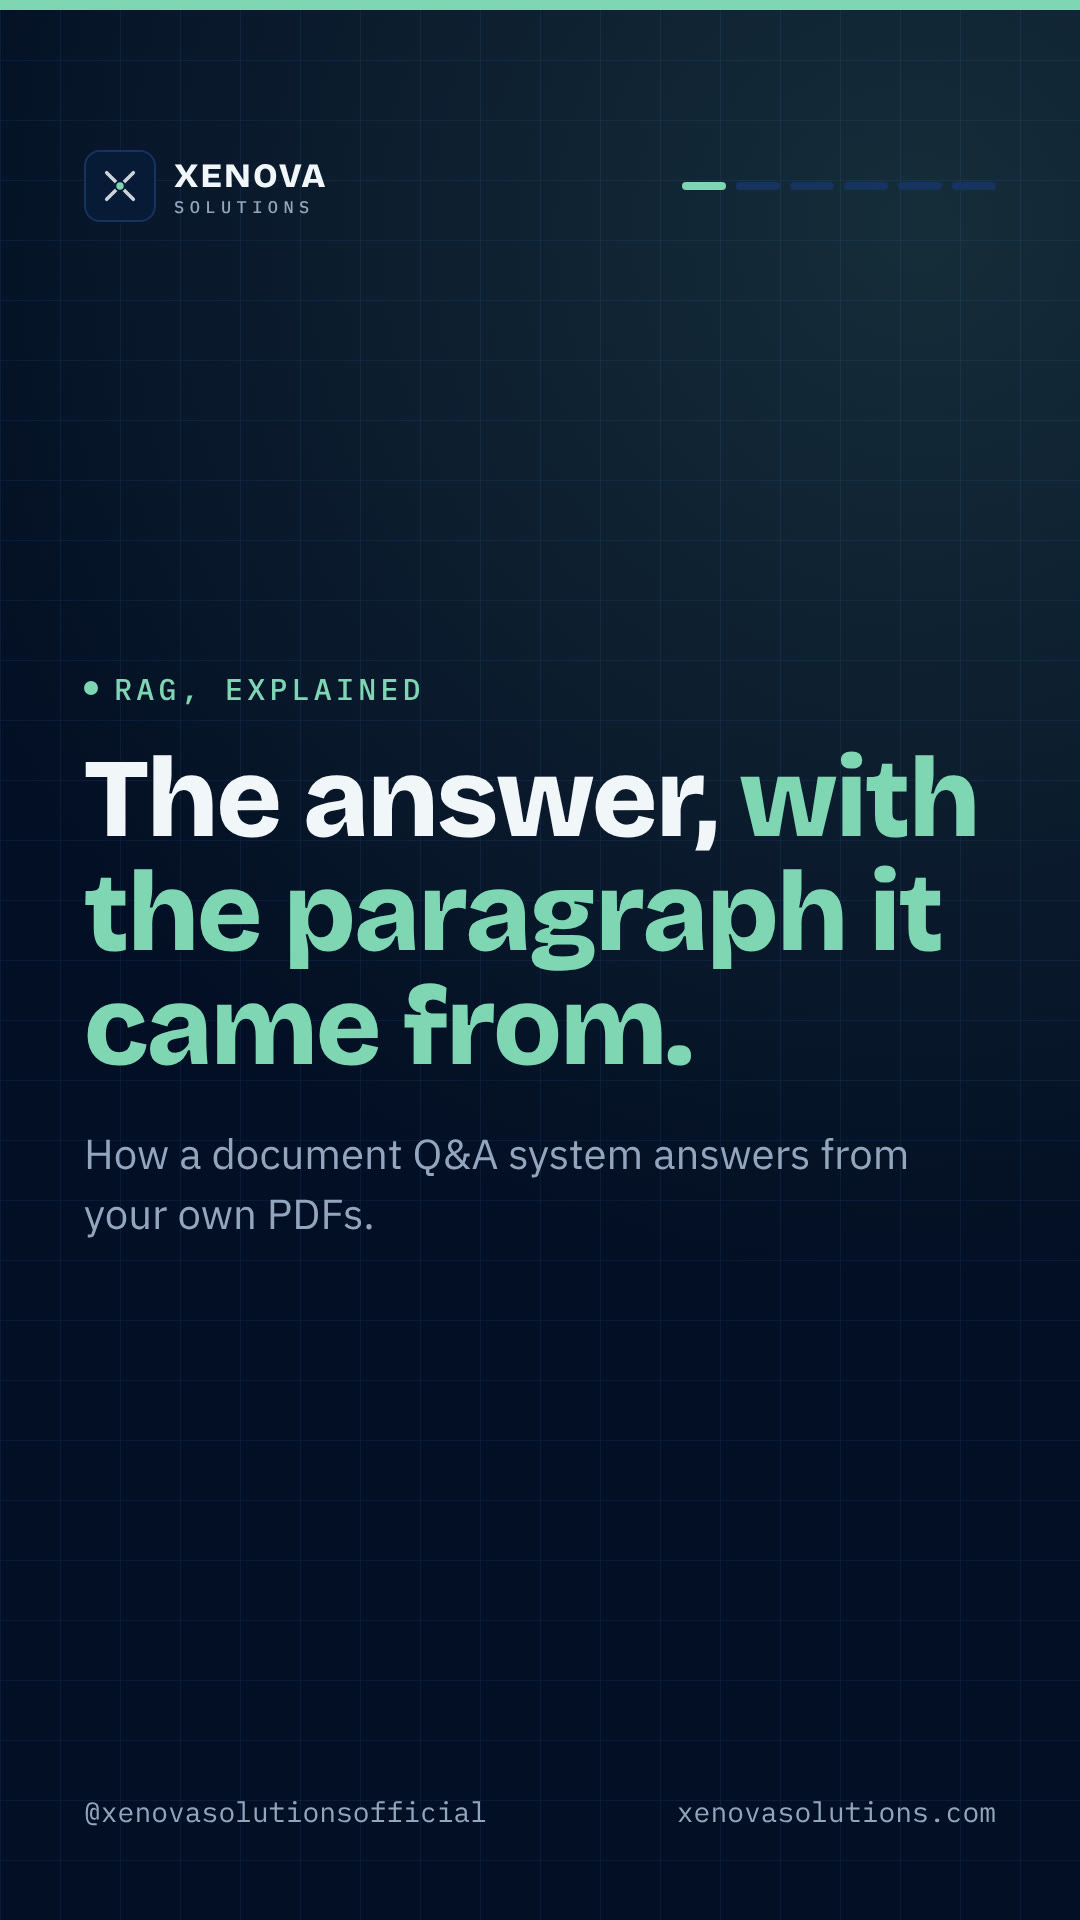 XENOVA
SOLUTIONS
RAG, EXPLAINED
The answer, with
the paragraph it
came from.
How a document Q&A system answers from
your own PDFs.
@xenovasolutionsofficial
xenovasolutions.com